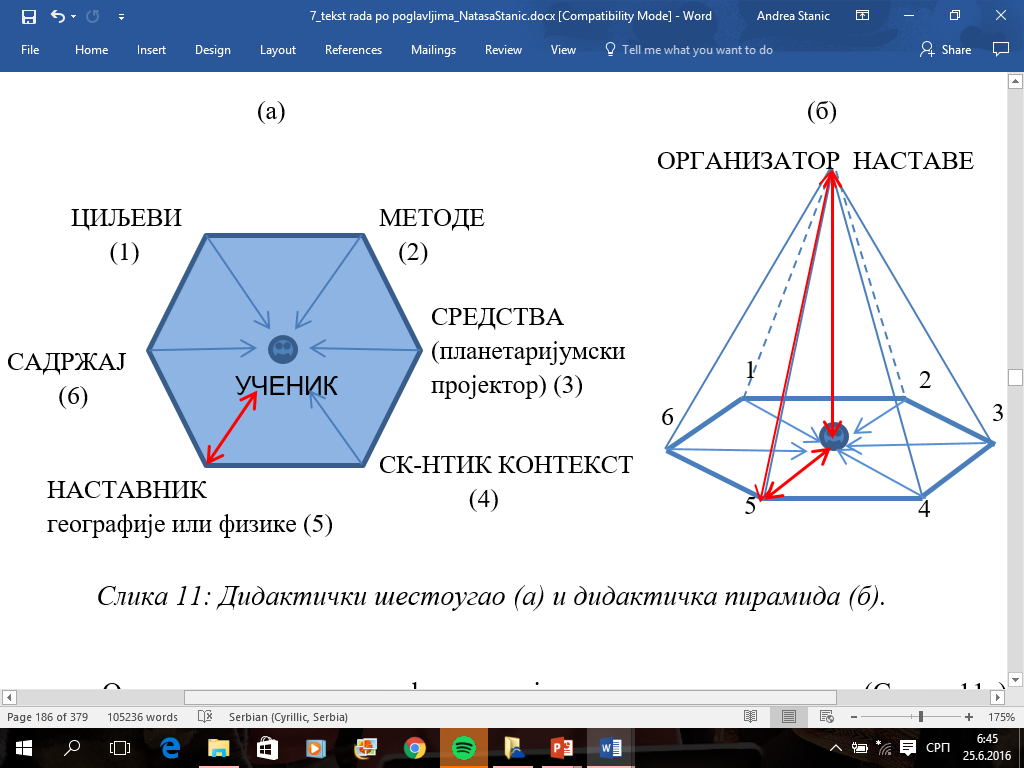 7_tekst rada po poglavljima_NatasaStanic.docx [Compatibility Mode] - Word
Andrea Stanic
File Home Insert Design Layout References Mailings Review View Tell me what you want to do Share
(а)
(б)
ОРГАНИЗАТОР НАСТАВЕ
ЦИЉЕВИ
(1)
МЕТОДЕ
(2)
СРЕДСТВА
(планетаријумски
пројектор) (3)
САДРЖАЈ
(6)
УЧЕНИК
СК-НТИК КОНТЕКСТ
(4)
НАСТАВНИК
географије или физике (5)
1
2
3
6
5
4
Слика 11: Дидактички шестоугао (а) и дидактичка пирамида (б).
Page 186 of 379 105236 words Serbian (Cyrillic, Serbia) 175%
СРП
6:45
25.6.2016